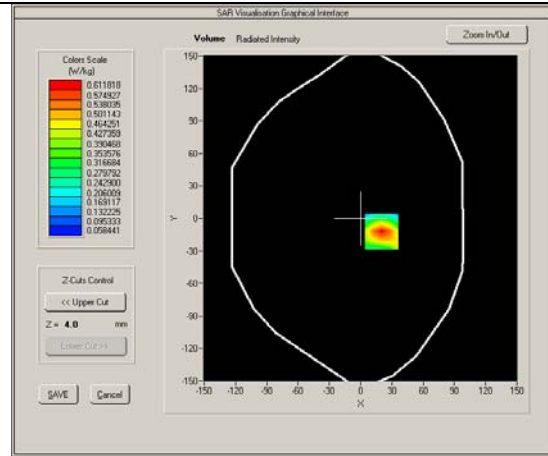 SAR Visualisation Graphical Interface
Volume Radiated Intensity
Zoom In/Out
Colors Scale
(W/kg)
0.611818
0.574927
0.538035
0.501143
0.464251
0.427359
0.390468
0.353576
0.316684
0.279792
0.242900
0.206009
0.169117
0.132225
0.095333
0.058441
Z-Cuts Control
<< Upper Cut
Z = 4.0 mm
Lower Cut >>
SAVE Cancel
150
120
90
60
30
0
-30
-60
-90
-120
-150
Y
-150 -120 -90 -60 -30 0 30 60 90 120 150
X